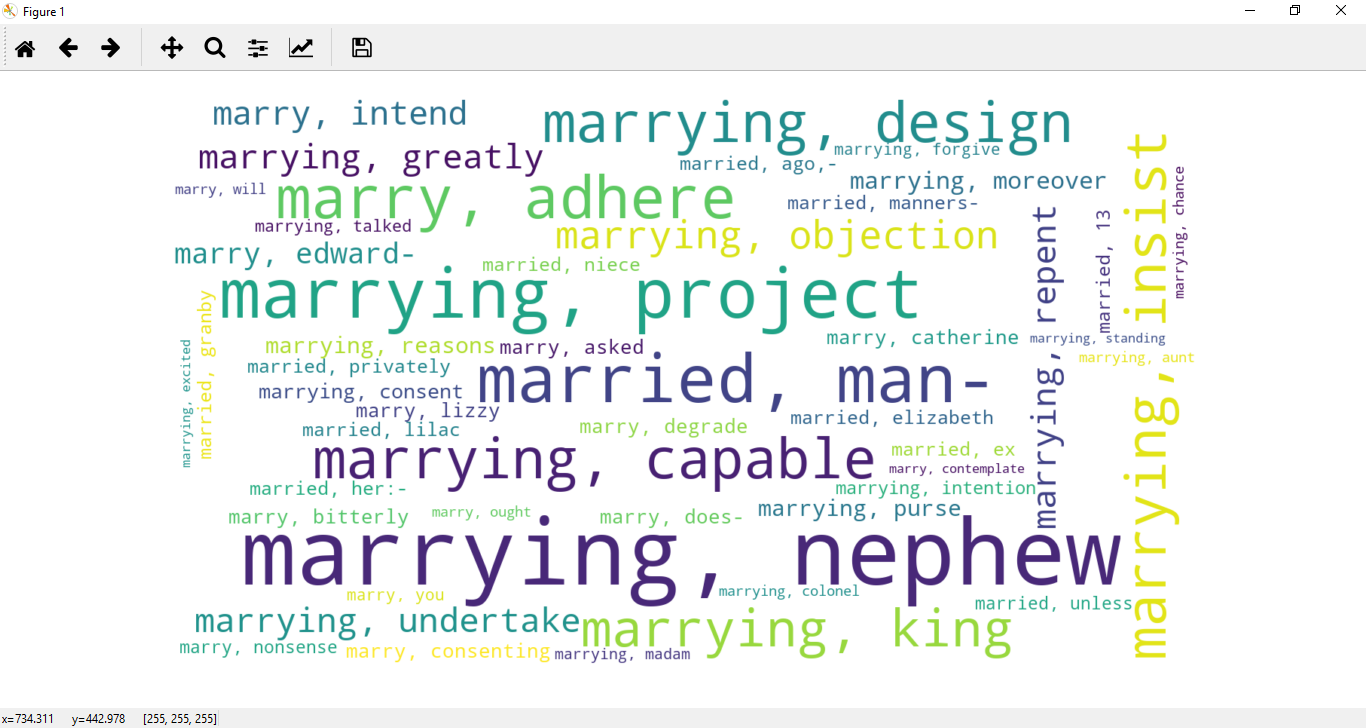 Figure 1
marry, intend
marrying, design
marrying, greatly
marrying, forgive
married, ago,-
marry, will
marry, adhere
marrying, moreover
married, manners-
marrying, talked
marrying, objection
marry, edward-
married, niece
marrying, project
marrying, repent
married, 13
marrying, insist
marrying, chance
marrying, excited
married, granby
marrying, reasons
marry, asked
marry, catherine
marrying, standing
marrying, aunt
married, privately
married, man-
marrying, consent
marry, lizzy
married, elizabeth
married, lilac
marry, degrade
marrying, capable
married, ex
marry, contemplate
married, her:-
marrying, intention
marry, bitterly
marry, ought
marry, does-
marrying, purse
marrying, nephew
marry, you
marrying, colonel
married, unless
marrying, undertake
marrying, king
marry, nonsense
marry, consenting
marrying, madam
x=734.311 y=442.978 [255, 255, 255]